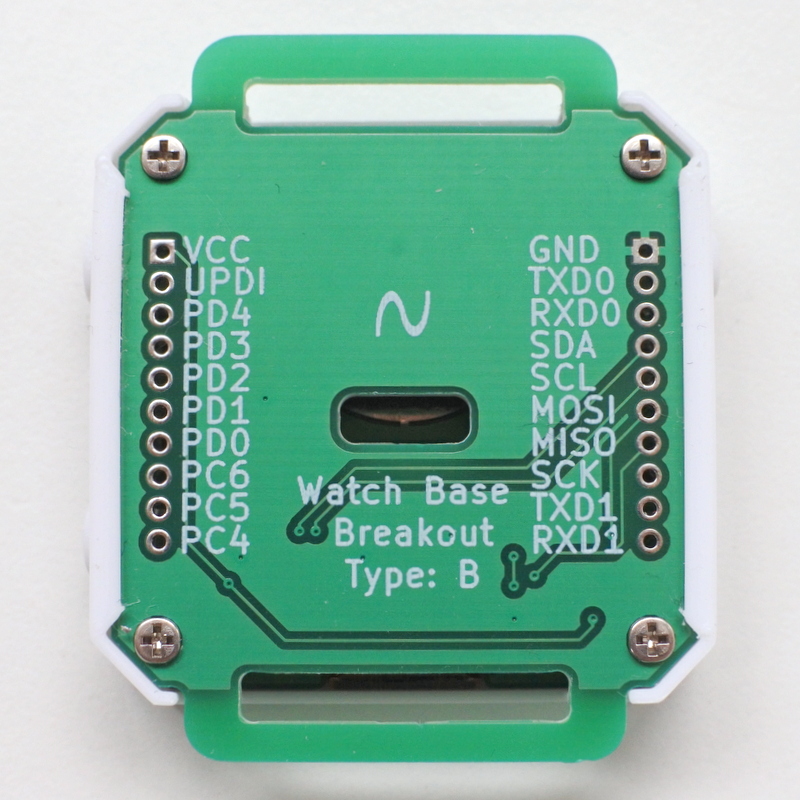 VCC
UPDI
PD4
PD3
PD2
PD1
PD0
PC6
PC5
PC4
GND
TXD0
RXD0
SDA
SCL
MOSI
MISO
SCK
TXD1
RXD1
Watch Base
Breakout
Type: B